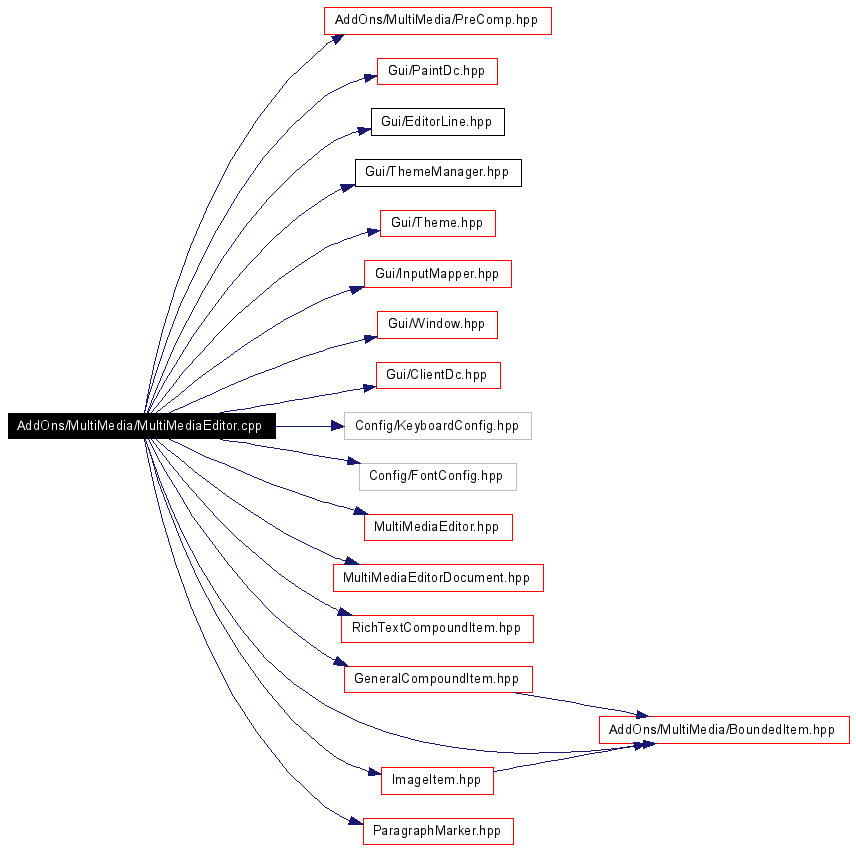 AddOns/MultiMedia/PreComp.hpp
Gui/PaintDc.hpp
Gui/EditorLine.hpp
Gui/ThemeManager.hpp
Gui/Theme.hpp
Gui/InputMapper.hpp
Gui/Window.hpp
Gui/ClientDc.hpp
AddOns/MultiMedia/MultiMediaEditor.cpp
Config/KeyboardConfig.hpp
Config/FontConfig.hpp
MultiMediaEditor.hpp
MultiMediaEditorDocument.hpp
RichTextCompoundItem.hpp
GeneralCompoundItem.hpp
AddOns/MultiMedia/BoundedItem.hpp
ImageItem.hpp
ParagraphMarker.hpp